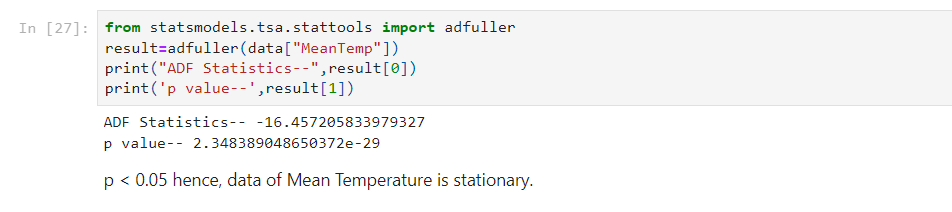 In [27]: from statsmodels.tsa.stattools import adfuller
result=adfuller(data["MeanTemp"])
print("ADF Statistics--",result[0])
print('p value--',result[1])
ADF Statistics-- -16.457205833979327
p value-- 2.348389048650372e-29
p < 0.05 hence, data of Mean Temperature is stationary.